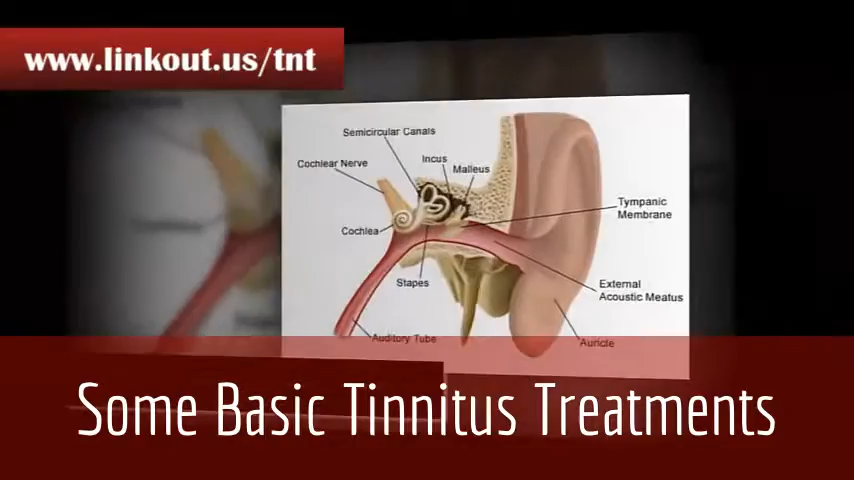 www.linkout.us/tnt
Semicircular Canals
Incus
Cochlear Nerve
Malleus
Tympanic
Membrane
Cochlea
Stapes
External
Acoustic Meatus
Auditory Tube
Auricle
Some Basic Tinnitus Treatments